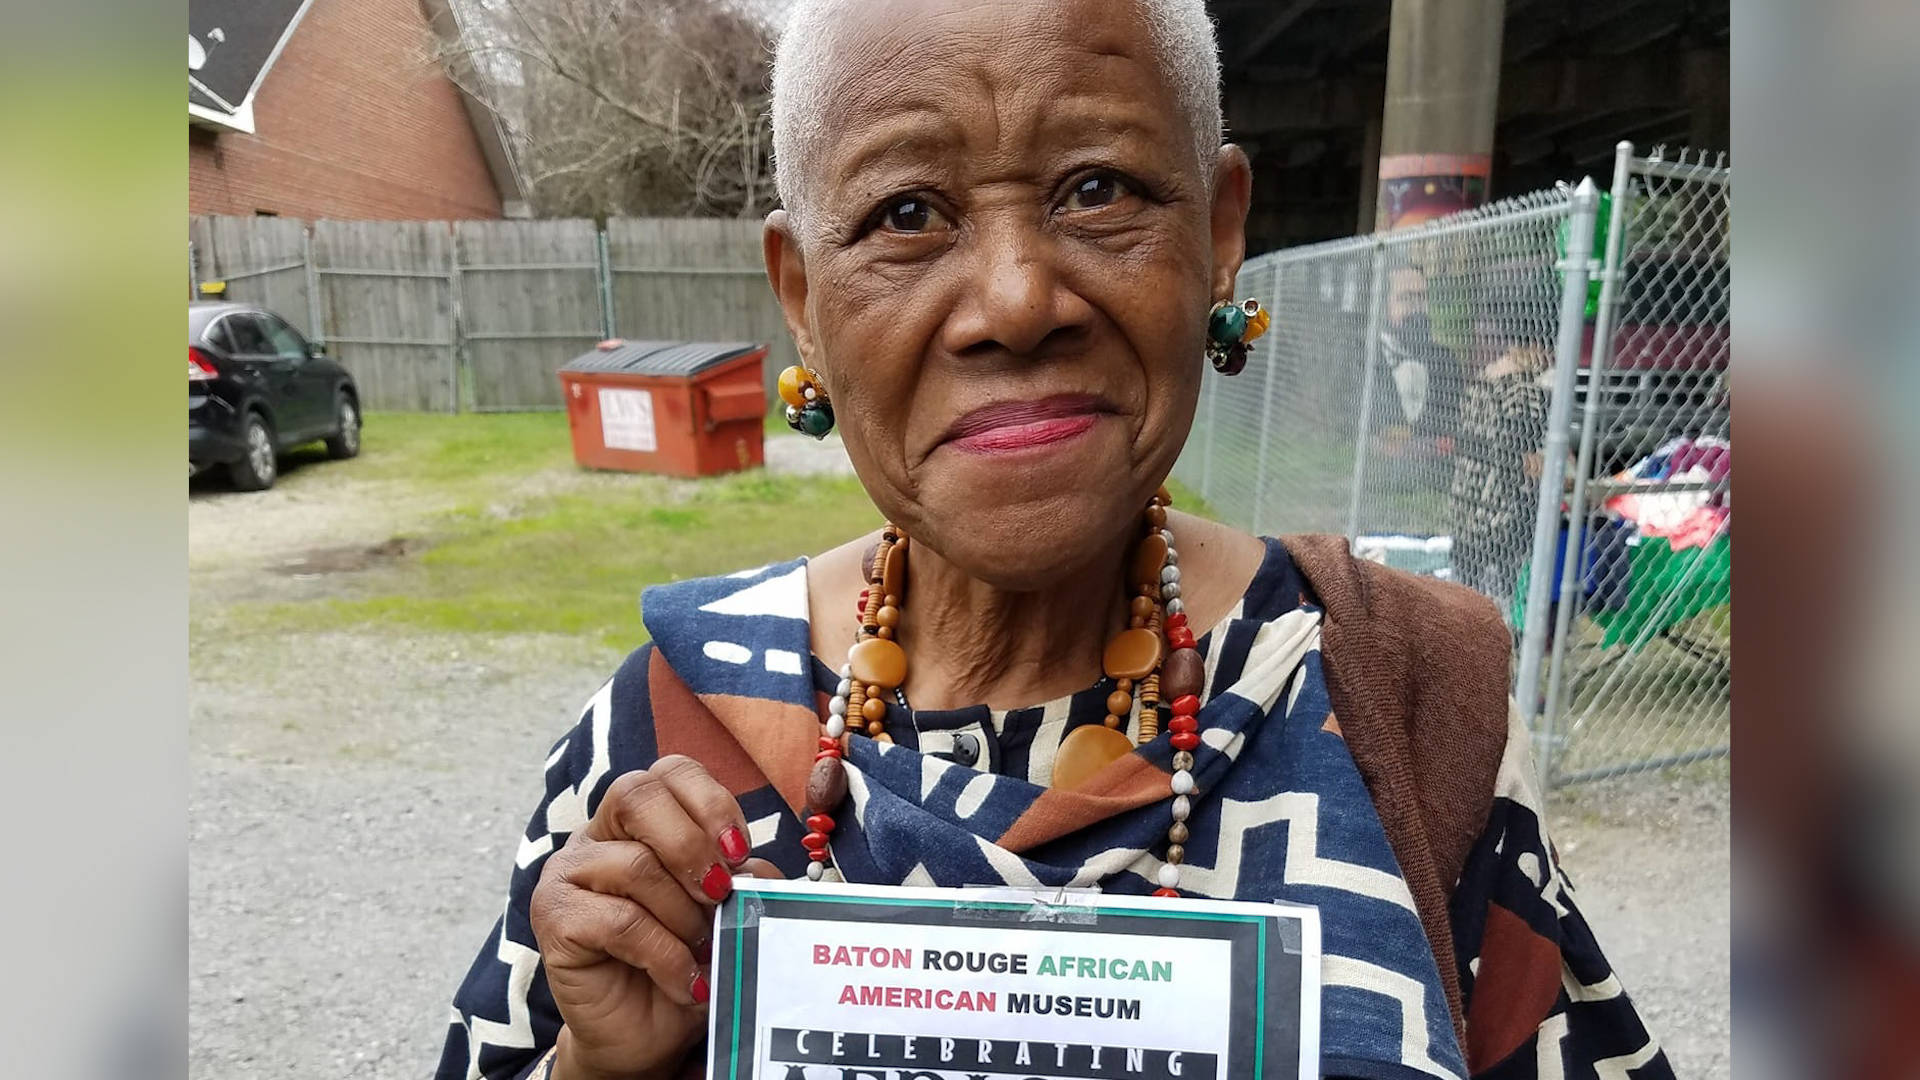 BATON ROUGE AFRICAN
AMERICAN MUSEUM
CELEBRATING